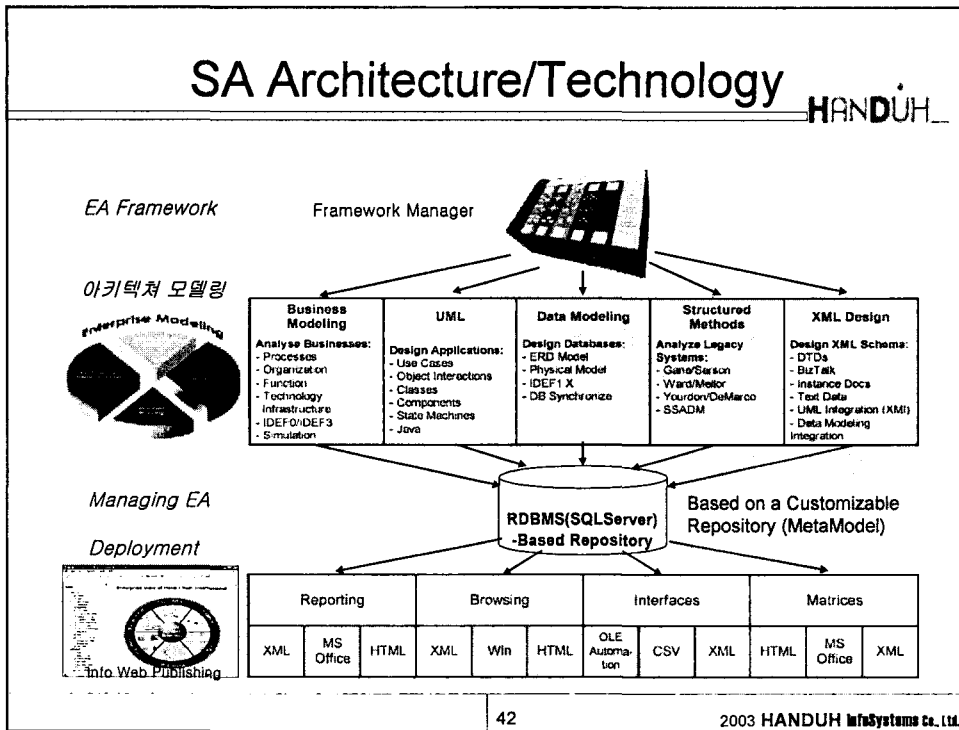 SA Architecture/Technology
HANDUH
EA Framework
Framework Manager
아키텍쳐 모델링
Enterprise Modeling
Business
Modeling
Analyse Businesses:
- Processes
- Organization
- Function
- Technology
Infrastructure
- IDEF0/IDEF3
- Simulation
UML
Design Applications:
- Use Cases
- Object Interactions
- Classes
- Components
- State Machines
- Java
Data Modeling
Design Databases:
- ERD Model
- Physical Model
- IDEF1 X
- DB Synchronize
Structured
Methods
Analyze Legacy
Systems:
- Gane/Sarson
- Ward/Mellor
- Yourdon/DeMarco
- SSADM
XML Design
Design XML Schema:
- DTDs
- BizTalk
- Instance Docs
- Text Data
- UML Integration (XMI)
- Data Modeling
Integration
Managing EA
RDBMS(SQLServer)
-Based Repository
Based on a Customizable
Repository (MetaModel)
Deployment
Info Web Publishing
Reporting
Browsing
Interfaces
Matrices
XML
MS
Office
HTML
XML
Win
HTML
OLE
Automa-
tion
CSV
XML
HTML
MS
Office
XML
42
2003 HANDUH InfoSystems Co., Ltd.